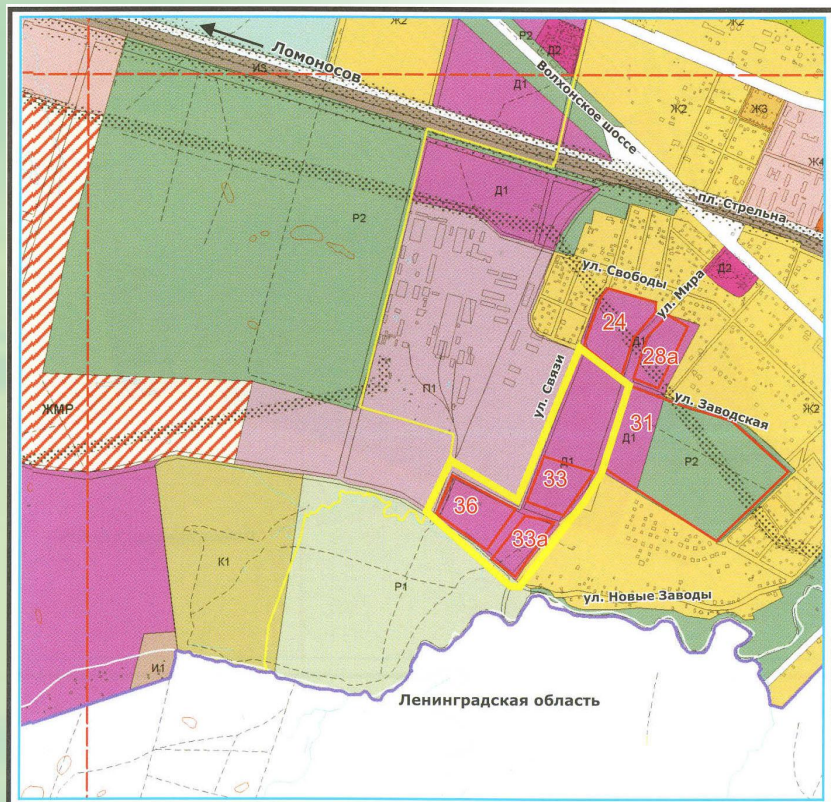 Ж2
Р2
Д2
Ж2
Ломоносов
ИЗ
Д1
Волхонское шоссе
Ж2
Ж3
Ж4
Д1
пл. Стрельна
Р2
ул. Свободы
Д2
ул. Мира
24
Д1
28а
П1
ул. Связи
ул. Заводская
ЖМР
31
Ж2
Д1
Р2
Д1
33
36
33а
К1
Р1
ул. Новые Заводы
И1
Ленинградская область